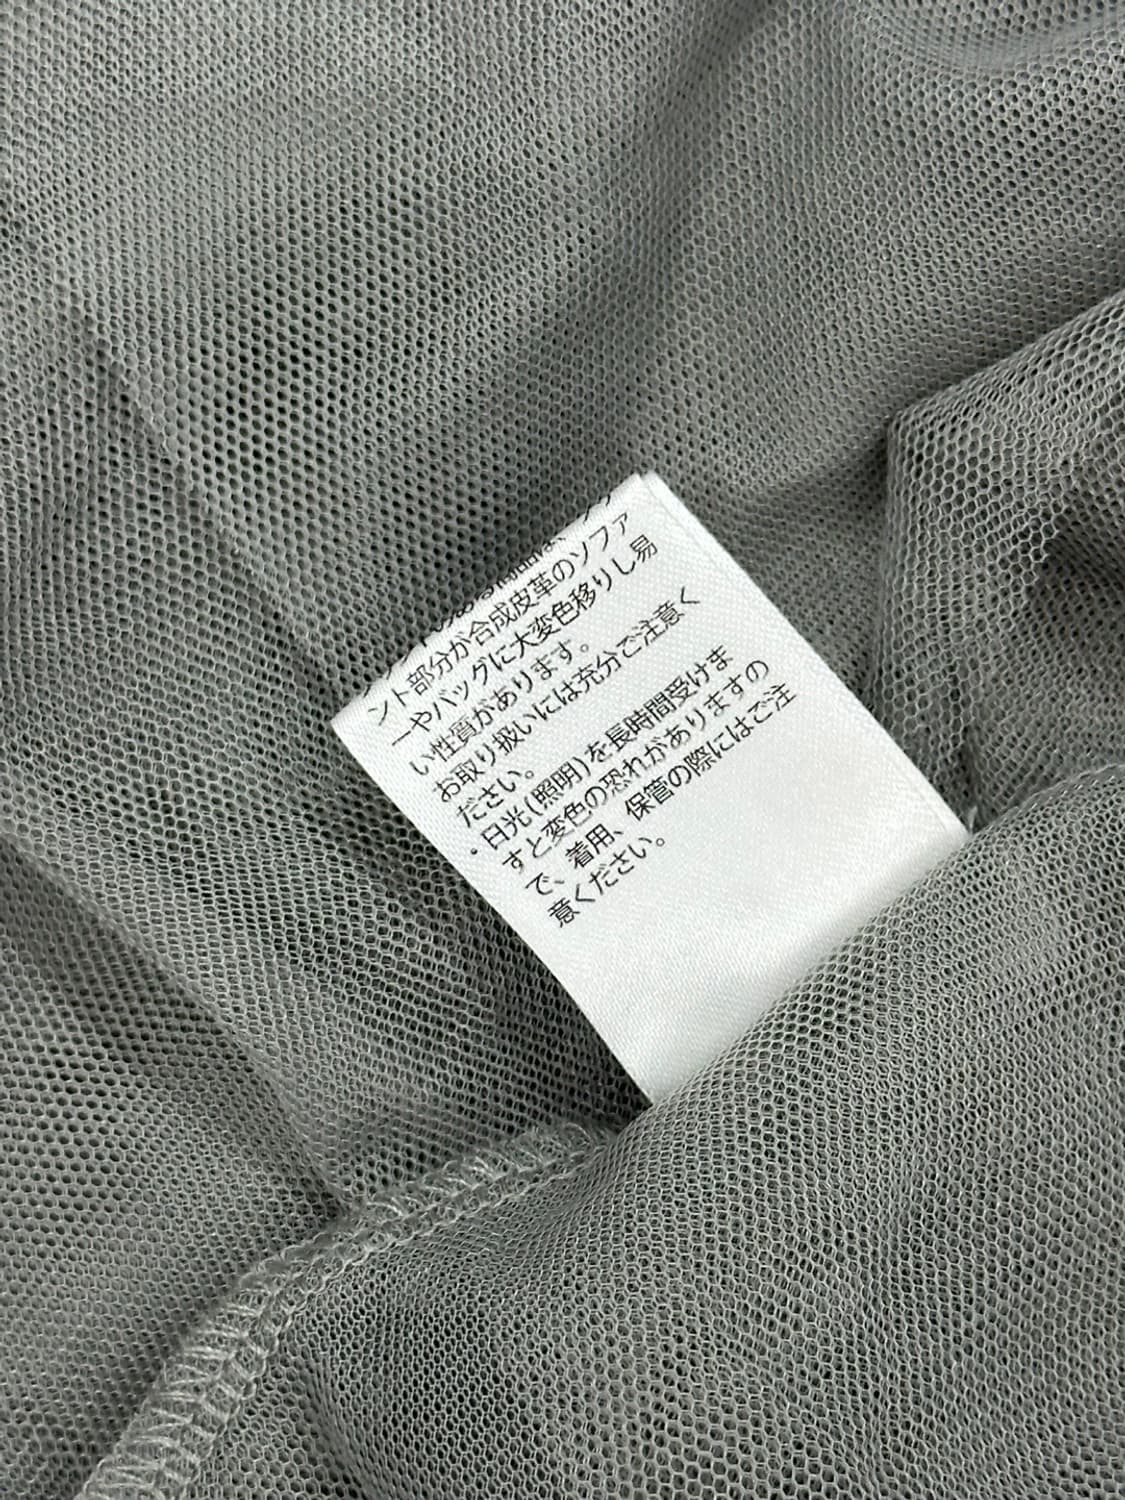 ント部分が合成皮革のソファ
ーやバッグに大変色移りし易
い性質があります。
お取り扱いには充分ご注意く
ださい。
・日光(照明)を長時間受けま
すと変色の恐れがありますの
で、着用、保管の際にはご注
意ください。